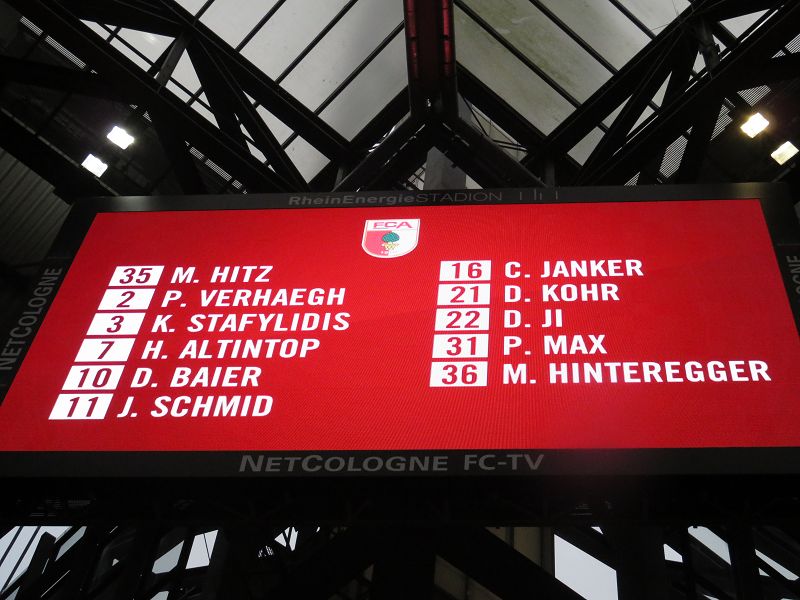 RheinEnergieSTADION
FCA
35 M. HITZ
2 P. VERHAEGH
3 K. STAFYLIDIS
7 H. ALTINTOP
10 D. BAIER
11 J. SCHMID
16 C. JANKER
21 D. KOHR
22 D. JI
31 P. MAX
36 M. HINTEREGGER
NETCOLOGNE
NETCOLOGNE FC-TV